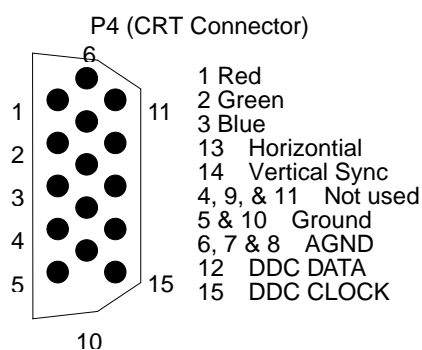 P4 (CRT Connector)
6
1
2
3
4
5
11
15
10
1 Red
2 Green
3 Blue
13 Horizontial
14 Vertical Sync
4, 9, & 11 Not used
5 & 10 Ground
6, 7 & 8 AGND
12 DDC DATA
15 DDC CLOCK